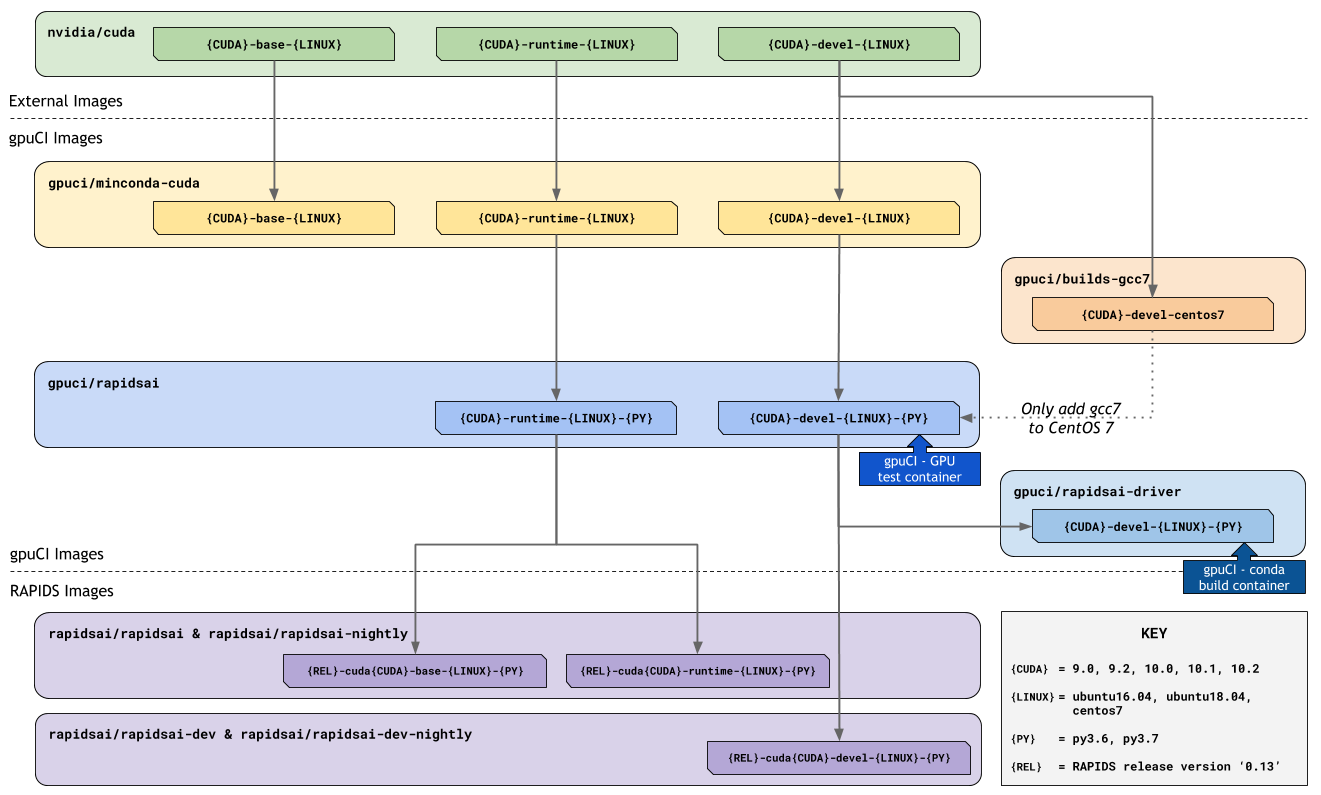 nvidia/cuda
{CUDA}-base-{LINUX}
{CUDA}-runtime-{LINUX}
{CUDA}-devel-{LINUX}
External Images
gpuCI Images
gpuci/minconda-cuda
{CUDA}-base-{LINUX}
{CUDA}-runtime-{LINUX}
{CUDA}-devel-{LINUX}
gpuci/builds-gcc7
{CUDA}-devel-centos7
gpuci/rapidsai
{CUDA}-runtime-{LINUX}-{PY}
{CUDA}-devel-{LINUX}-{PY}
Only add gcc7
to CentOS 7
gpuCI - GPU
test container
gpuci/rapidsai-driver
{CUDA}-devel-{LINUX}-{PY}
gpuCI - conda
build container
gpuCI Images
RAPIDS Images
rapidsai/rapidsai & rapidsai/rapidsai-nightly
{REL}-cuda{CUDA}-base-{LINUX}-{PY}
{REL}-cuda{CUDA}-runtime-{LINUX}-{PY}
rapidsai/rapidsai-dev & rapidsai/rapidsai-dev-nightly
{REL}-cuda{CUDA}-devel-{LINUX}-{PY}
KEY
{CUDA} = 9.0, 9.2, 10.0, 10.1, 10.2
{LINUX} = ubuntu16.04, ubuntu18.04,
centos7
{PY} = py3.6, py3.7
{REL} = RAPIDS release version '0.13'